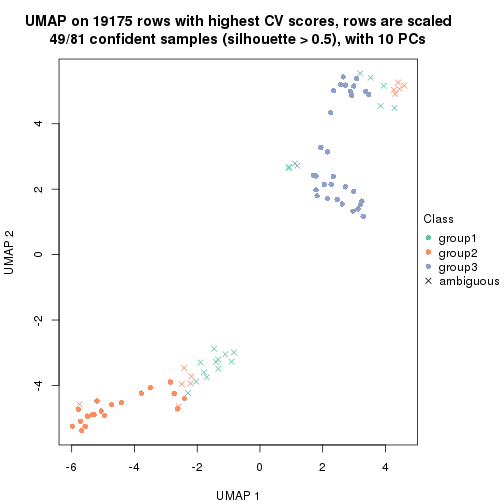 UMAP on 19175 rows with highest CV scores, rows are scaled
49/81 confident samples (silhouette > 0.5), with 10 PCs
4
2
0
-2
-4
UMAP 2
-6
-4
-2
0
2
4
UMAP 1
Class
group1
group2
group3
ambiguous